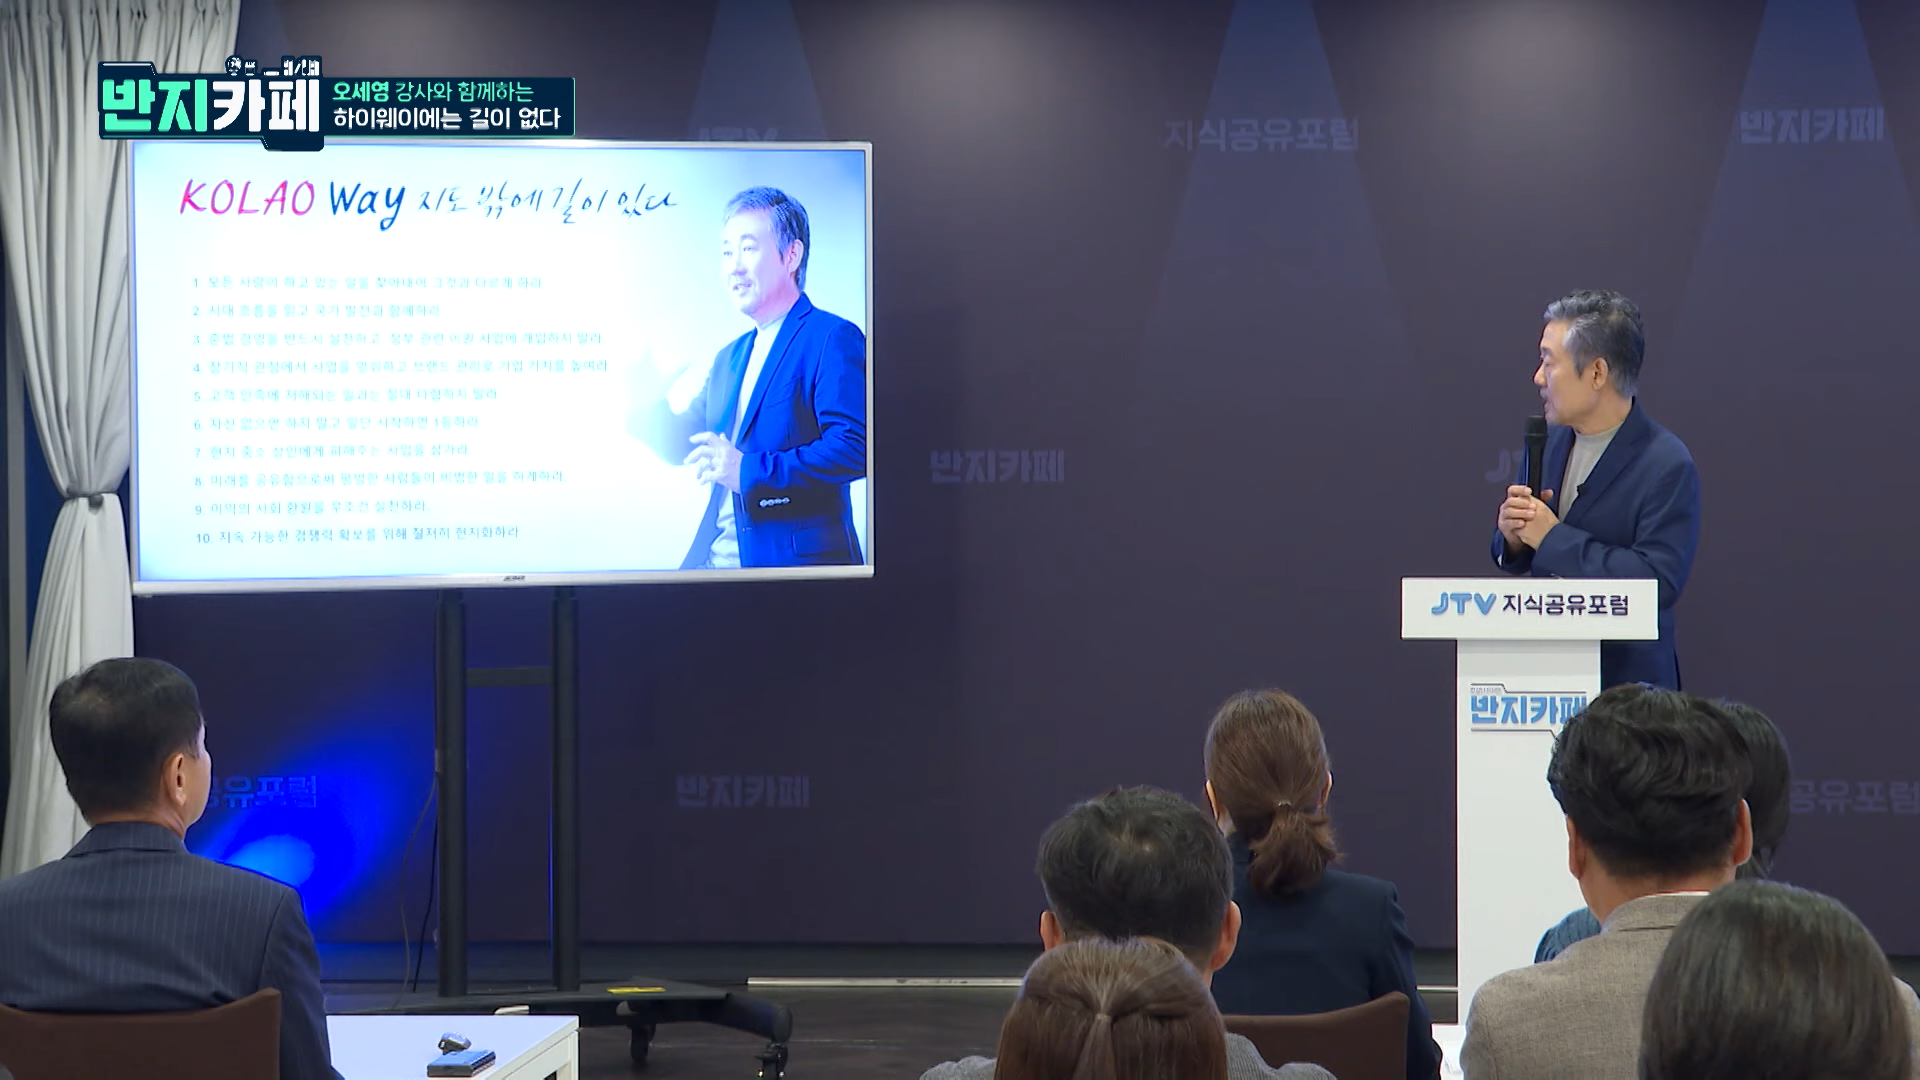 반지카페
오세영 강사와 함께하는
하이웨이에는 길이 없다
JTV
지식공유포럼
반지카페
KOLAO Way 지도 밖에 길이 있다
1. 모든 사람이 하고 있는 일을 찾아내어 그것과 다르게 하라
2. 시대 흐름을 읽고 국가 발전과 함께하라
3. 준법 경영을 반드시 실천하고, 정부 관련 이권 사업에 개입하지 말라
4. 장기적 관점에서 사업을 영위하고 브랜드 관리로 기업 가치를 높여라
5. 고객 만족에 저해되는 일과는 절대 타협하지 말라
6. 자신 없으면 하지 말고 일단 시작하면 1등하라
7. 현지 중소 상인에게 피해주는 사업을 삼가라.
8. 미래를 공유함으로써 평범한 사람들이 비범한 일을 하게하라.
9. 이익의 사회 환원을 무조건 실천하라.
10. 지속 가능한 경쟁력 확보를 위해 철저히 현지화하라
반지카페
JTV 지식공유포럼
반지카페
공유포럼
반지카페
공유포럼